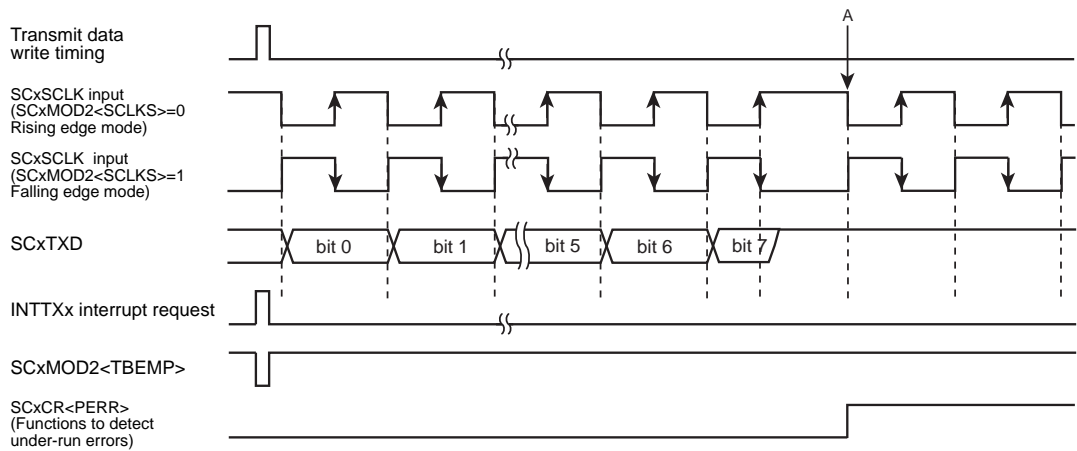 A
Transmit data
write timing
SCxSCLK input
(SCxMOD2<SCLKS>=0
Rising edge mode)
SCxSCLK input
(SCxMOD2<SCLKS>=1
Falling edge mode)
SCxTXD
bit 0
bit 1
bit 5
bit 6
bit 7
INTTXx interrupt request
SCxMOD2<TBEMP>
SCxCR<PERR>
(Functions to detect
under-run errors)